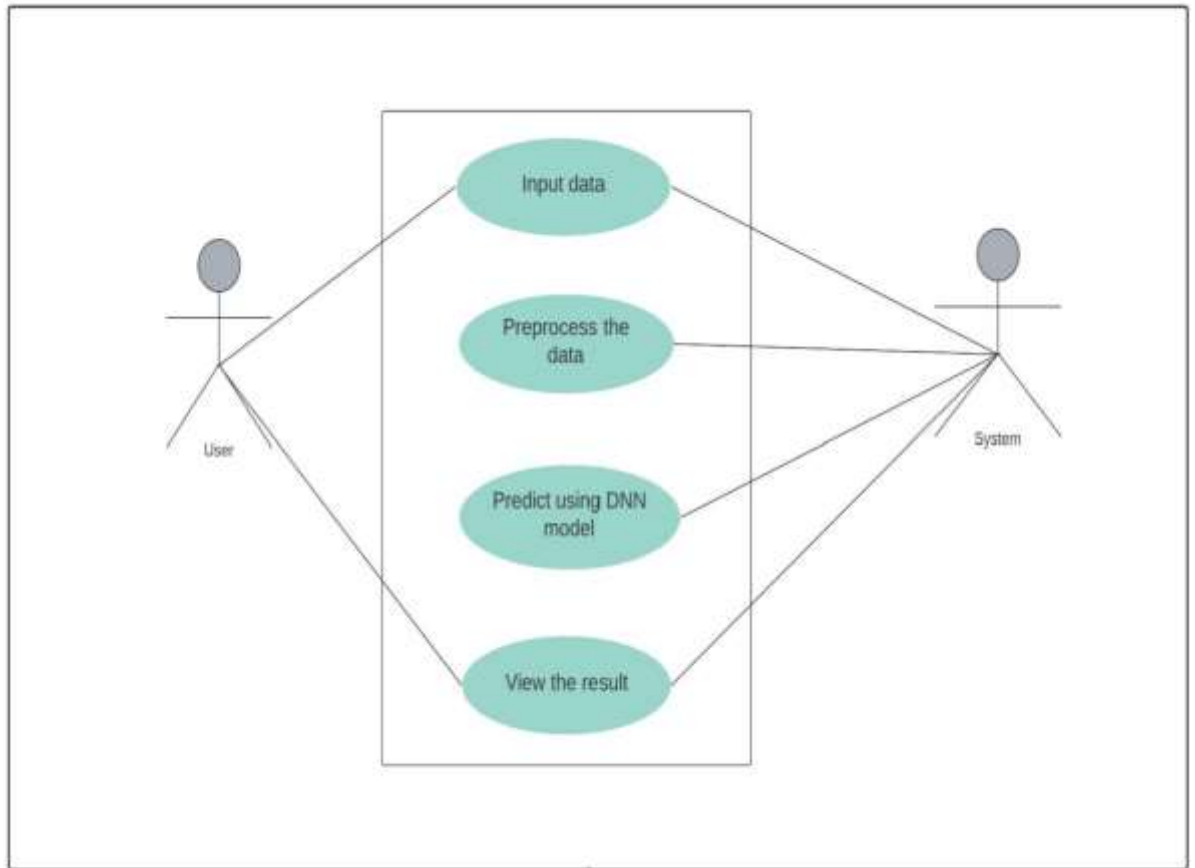 Input data
Preprocess the
data
User
System
Predict using DNN
model
View the result